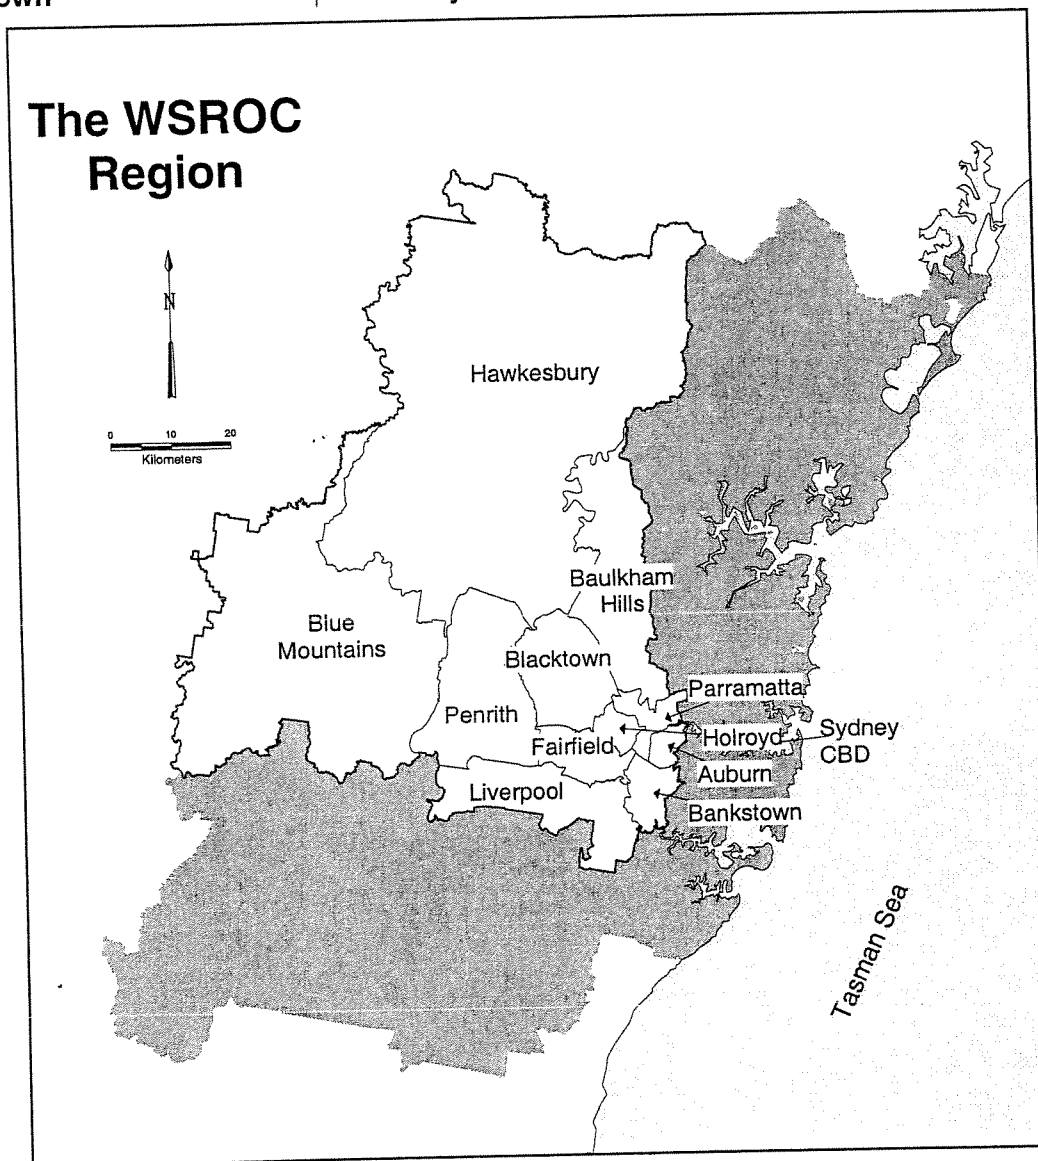 The WSROC
Region
N
0 10 20
Kilometers
Hawkesbury
Baulkham
Hills
Blue
Mountains
Blacktown
Parramatta
Penrith
Holroyd
Sydney
CBD
Fairfield
Auburn
Liverpool
Bankstown
Tasman Sea